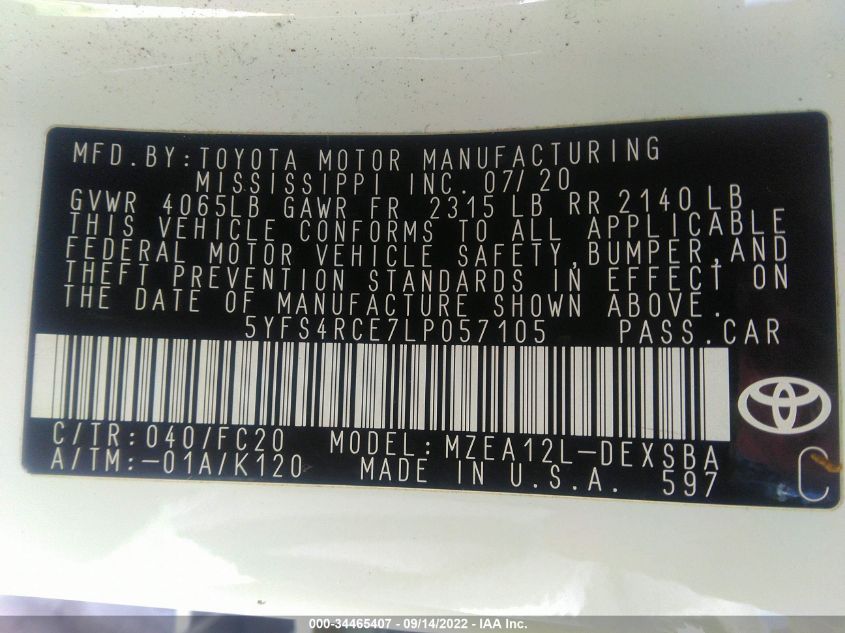 MFD.BY:TOYOTA MOTOR MANUFACTURING
MISSISSIPPI INC. 07/20
GVWR 4065LB GAWR FR 2315 LB RR 2140 LB
THIS VEHICLE CONFORMS TO ALL APPLICABLE
FEDERAL MOTOR VEHICLE SAFETY,BUMPER,AND
THEFT PREVENTION STANDARDS IN EFFECT ON
THE DATE OF MANUFACTURE SHOWN ABOVE.
5YFS4RCE7LP057105 PASS.CAR
C/TR:040/FC20 MODEL:MZEA12L-DEXSBA
A/TM:-01A/K120 MADE IN U.S.A. 597
C
000-34465407 - 09/14/2022 - IAA Inc.